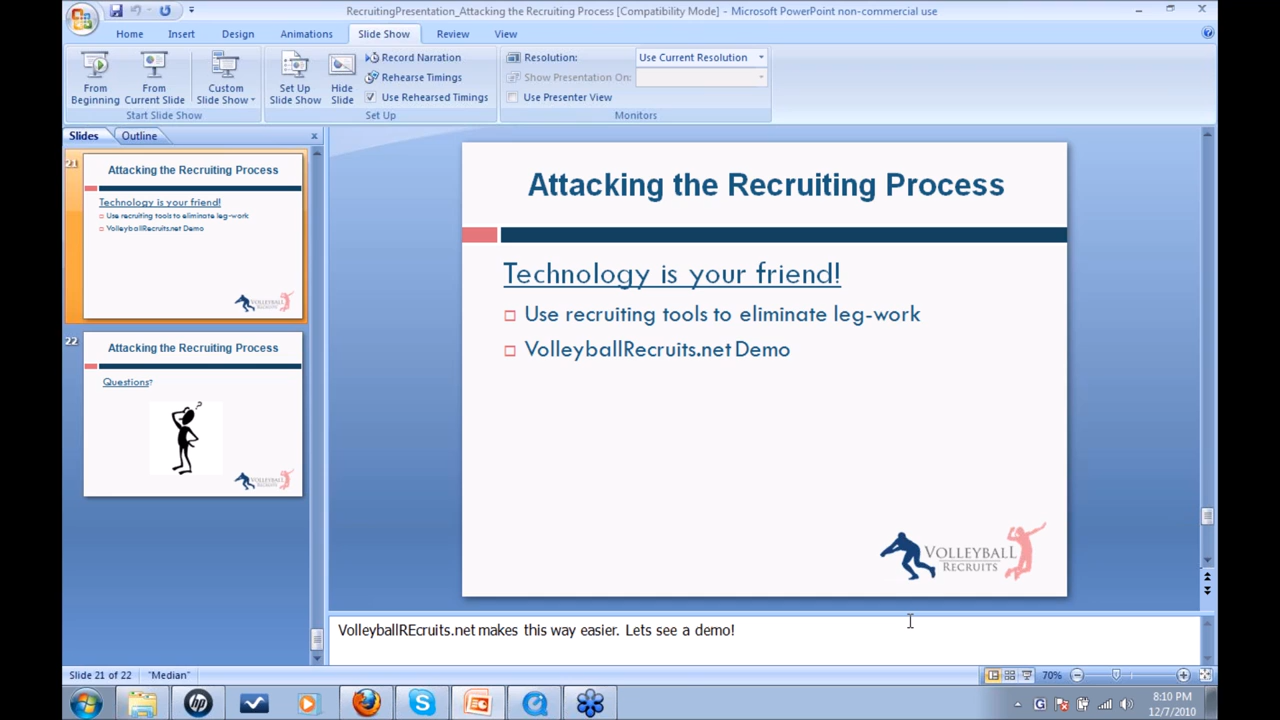 RecruitingPresentation_Attacking the Recruiting Process [Compatibility Mode] - Microsoft PowerPoint non-commercial use
Home Insert Design Animations Slide Show Review View
From Beginning
From Current Slide
Custom Slide Show
Start Slide Show
Set Up Slide Show
Hide Slide
Record Narration
Rehearse Timings
Use Rehearsed Timings
Set Up
Resolution: Use Current Resolution
Show Presentation On:
Use Presenter View
Monitors
Slides Outline
21
Attacking the Recruiting Process
Technology is your friend!
Use recruiting tools to eliminate leg-work
VolleyballRecruits.net Demo
22
Attacking the Recruiting Process
Questions?
Attacking the Recruiting Process
Technology is your friend!
Use recruiting tools to eliminate leg-work
VolleyballRecruits.net Demo
VOLLEYBALL
RECRUITS
VolleyballREcruits.net makes this way easier. Lets see a demo!
Slide 21 of 22 "Median" 70%
8:10 PM
12/7/2010